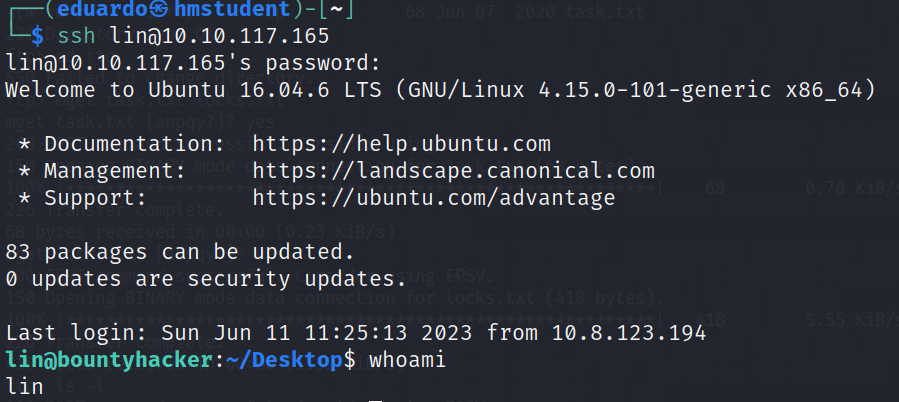 ┌──(eduardo㉿hmstudent)-[~]
└─$ ssh lin@10.10.117.165
lin@10.10.117.165's password:
Welcome to Ubuntu 16.04.6 LTS (GNU/Linux 4.15.0-101-generic x86_64)
* Documentation:  https://help.ubuntu.com
* Management:     https://landscape.canonical.com
* Support:        https://ubuntu.com/advantage
83 packages can be updated.
0 updates are security updates.
Last login: Sun Jun 11 11:25:13 2023 from 10.8.123.194
lin@bountyhacker:~/Desktop$ whoami
lin